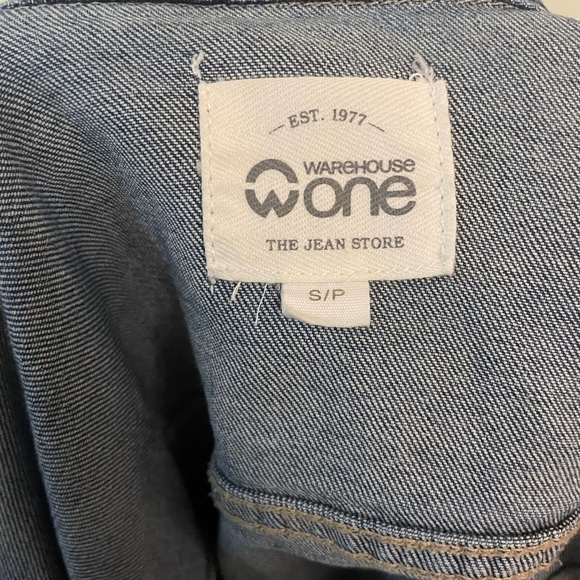 EST. 1977
WAREHOUSE
one
THE JEAN STORE
S/P